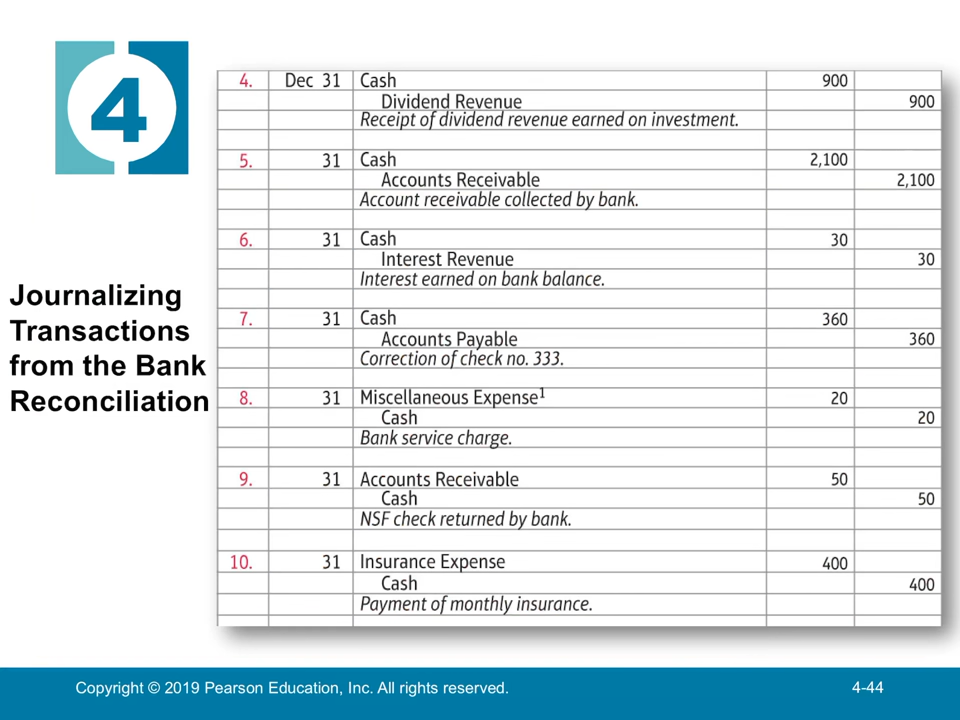 4
Journalizing
Transactions
from the Bank
Reconciliation
4. Dec 31 Cash 900
Dividend Revenue 900
Receipt of dividend revenue earned on investment.
5. 31 Cash 2,100
Accounts Receivable 2,100
Account receivable collected by bank.
6. 31 Cash 30
Interest Revenue 30
Interest earned on bank balance.
7. 31 Cash 360
Accounts Payable 360
Correction of check no. 333.
8. 31 Miscellaneous Expense¹ 20
Cash 20
Bank service charge.
9. 31 Accounts Receivable 50
Cash 50
NSF check returned by bank.
10. 31 Insurance Expense 400
Cash 400
Payment of monthly insurance.
Copyright © 2019 Pearson Education, Inc. All rights reserved. 4-44